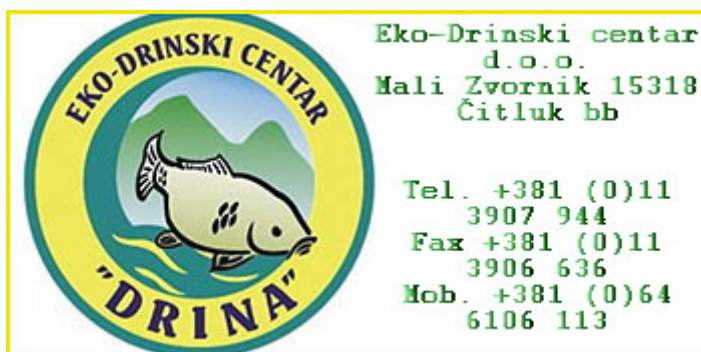 EKO-DRINSKI CENTAR
"DRINA"
Eko-Drinski centar
d.o.o.
Mali Zvornik 15318
Čitluk bb
Tel. +381 (0)11
3907 944
Fax +381 (0)11
3906 636
Mob. +381 (0)64
6106 113